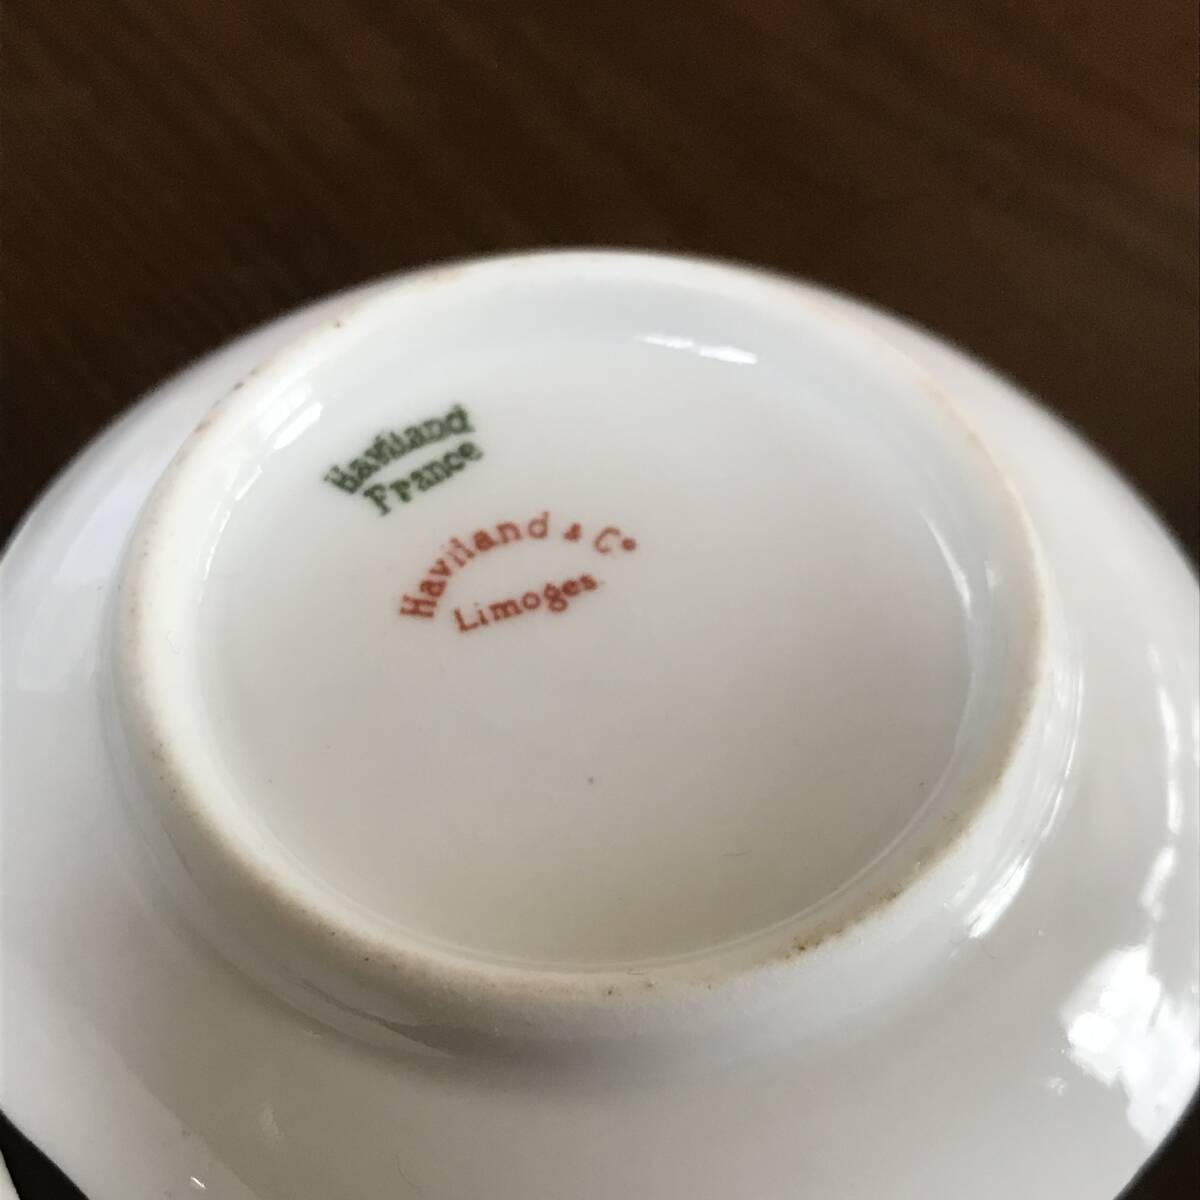 Haviland
France
Haviland & Co
Limoges.